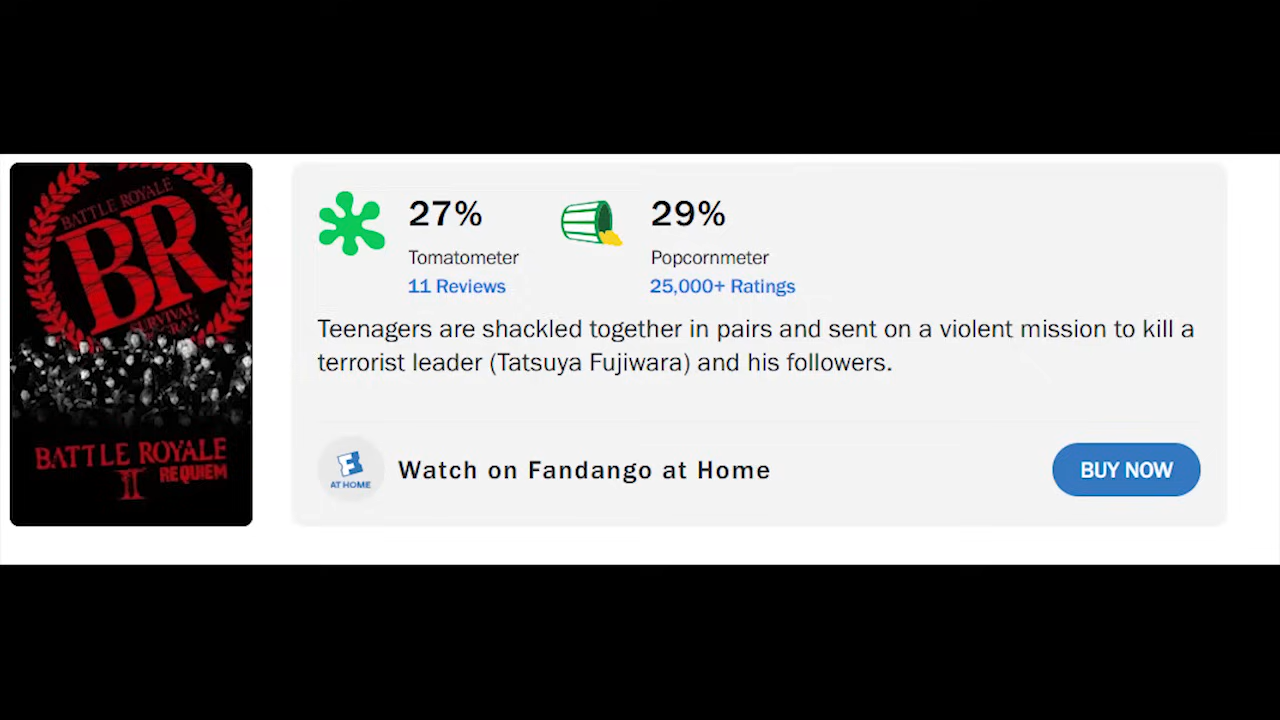 BATTLE ROYALE
BR
SURVIVAL
BATTLE ROYALE
II REQUIEM
27%
Tomatometer
11 Reviews
29%
Popcornmeter
25,000+ Ratings
Teenagers are shackled together in pairs and sent on a violent mission to kill a
terrorist leader (Tatsuya Fujiwara) and his followers.
F
AT HOME
Watch on Fandango at Home
BUY NOW